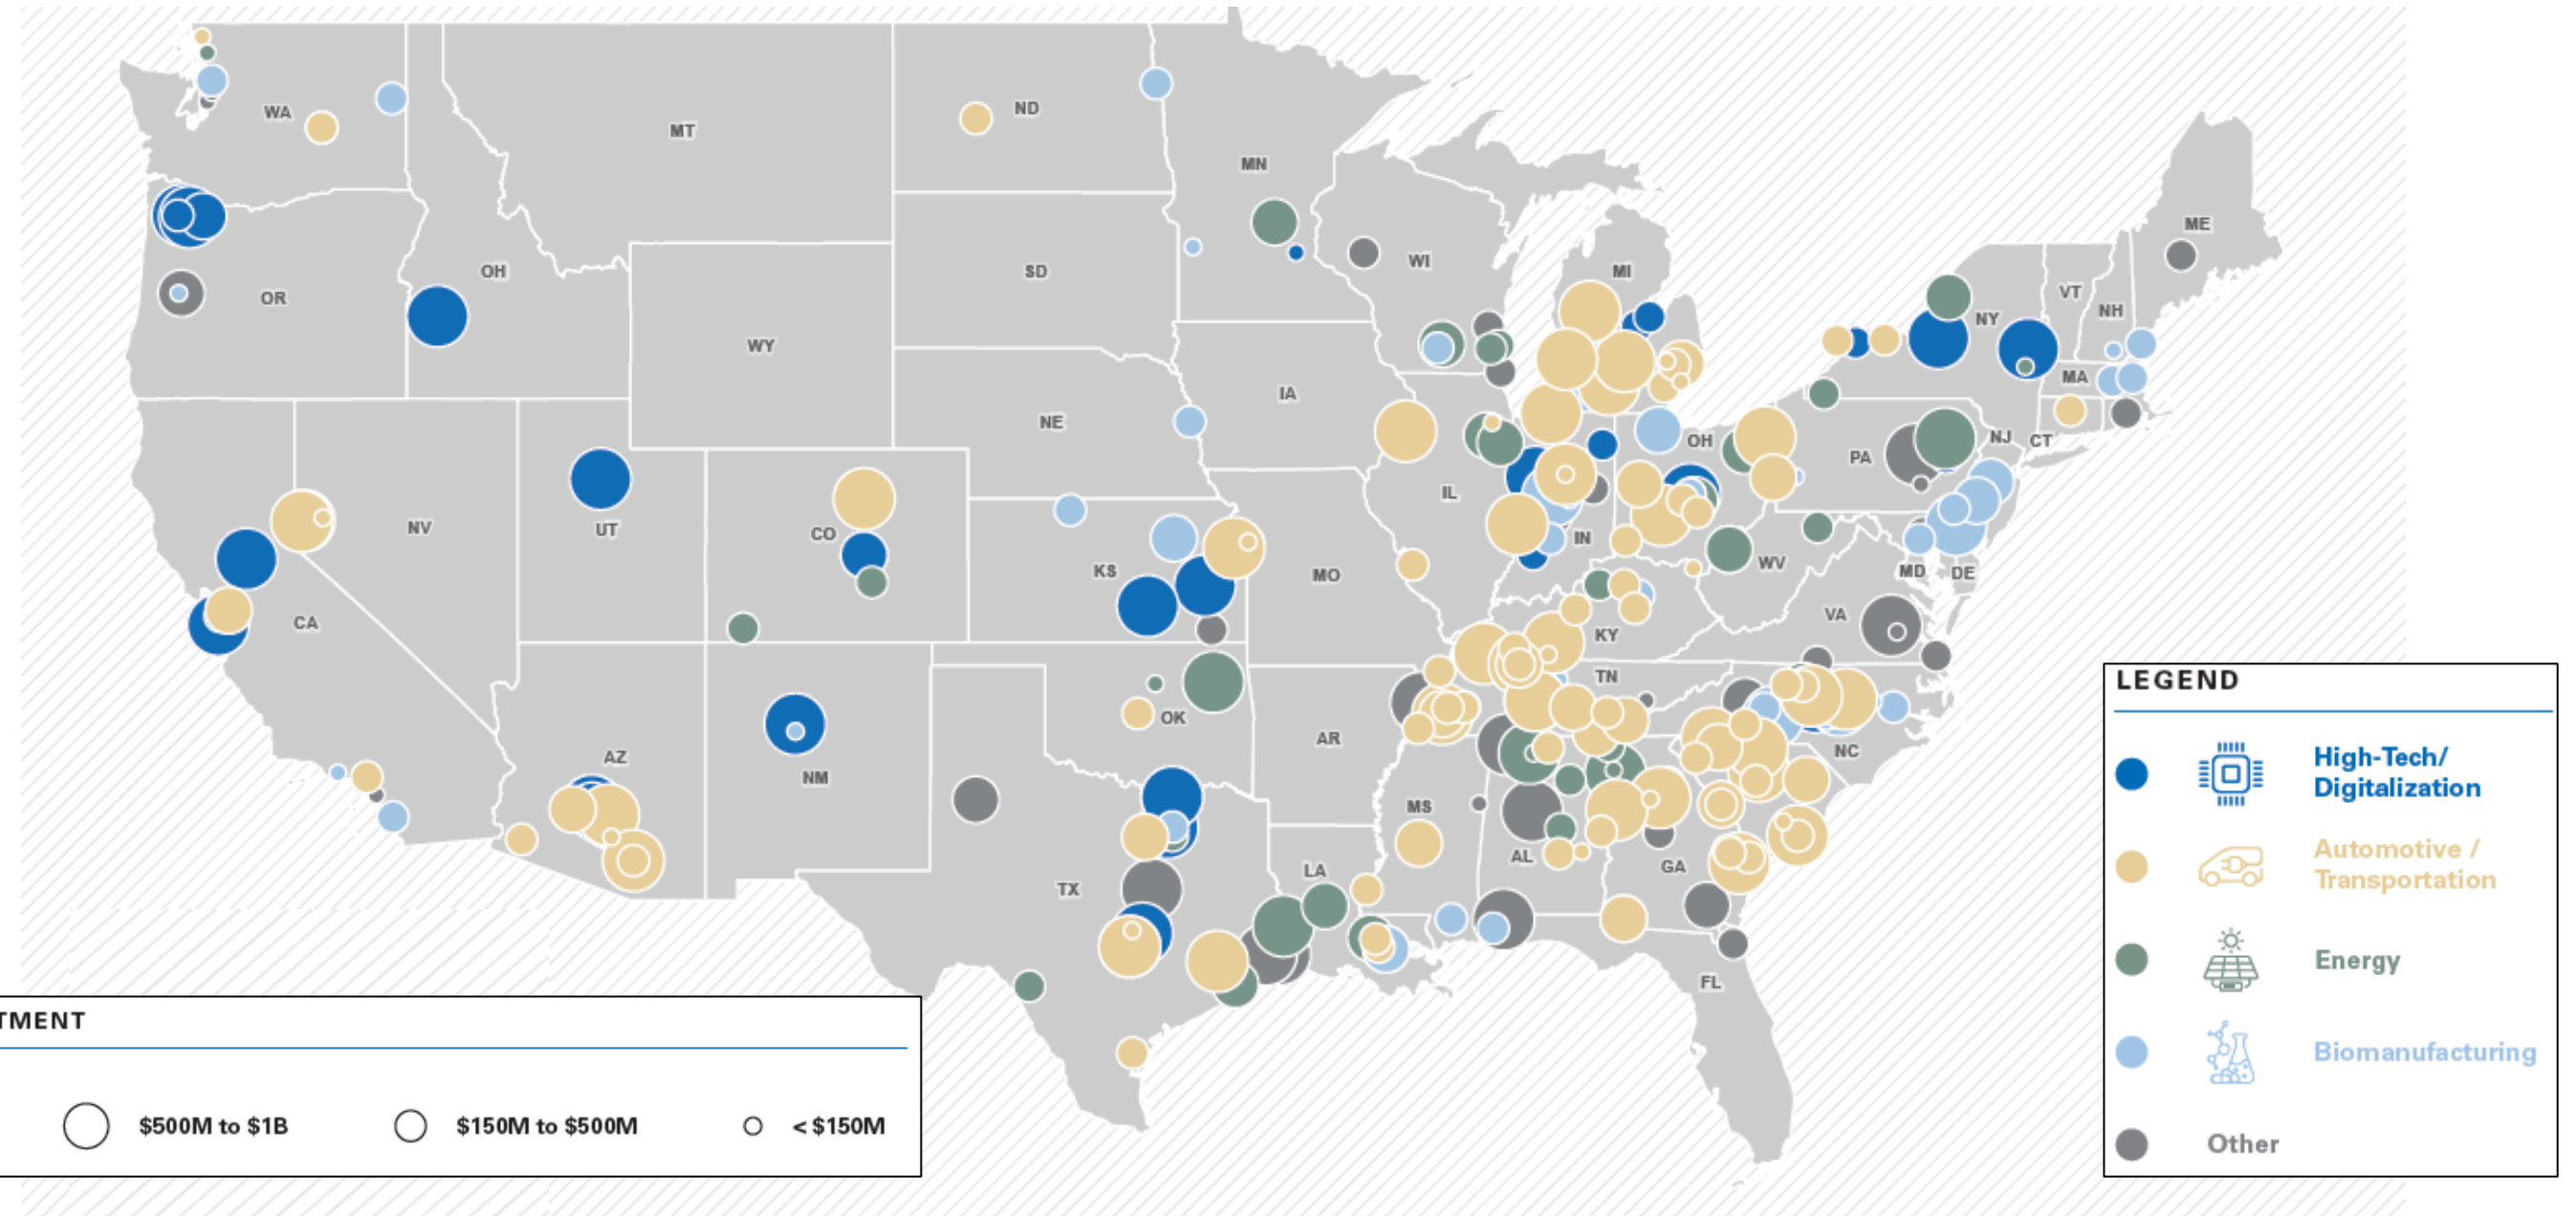 WA
MT
ND
MN
ME
WI
MI
OH
OR
SD
VT
NH
NY
WY
IA
MA
NE
OH
NJ
CT
PA
IL
NV
UT
CO
IN
KS
MO
WV
MD
DE
CA
VA
KY
TN
OK
AR
NC
AZ
NM
MS
AL
GA
LA
TX
FL
LEGEND
High-Tech/
Digitalization
Automotive /
Transportation
Energy
Biomanufacturing
Other
TMENT
$500M to $1B
$150M to $500M
< $150M